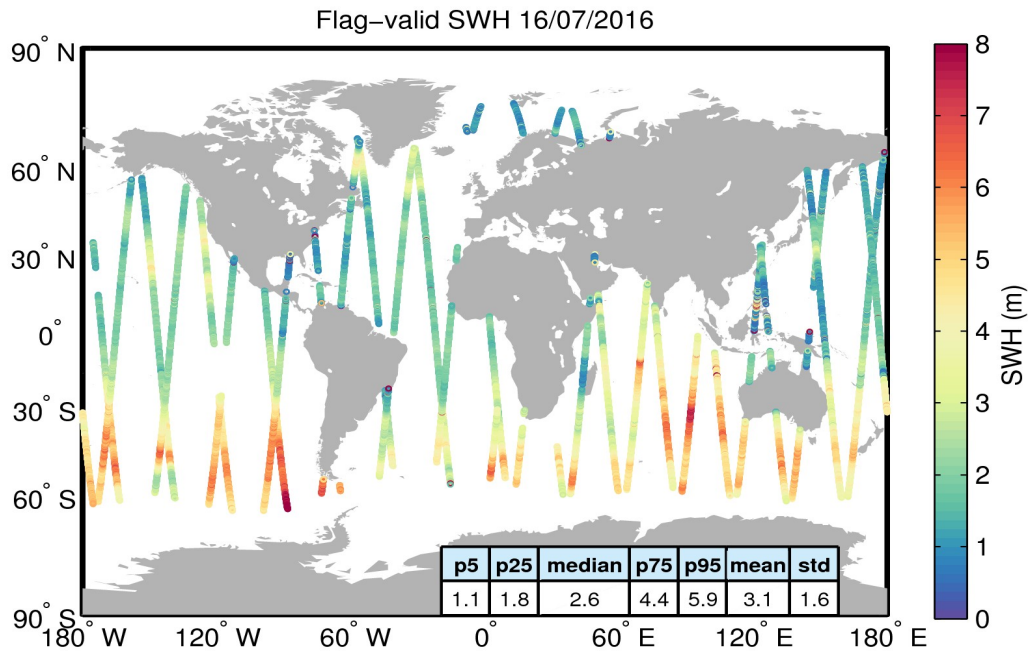 Flag−valid SWH 16/07/2016
90° N
60° N
30° N
0°
30° S
60° S
90° S
180° W
120° W
60° W
0°
60° E
120° E
180° E
p5 p25 median p75 p95 mean std
1.1 1.8 2.6 4.4 5.9 3.1 1.6
8
7
6
5
4
3
2
1
0
SWH (m)